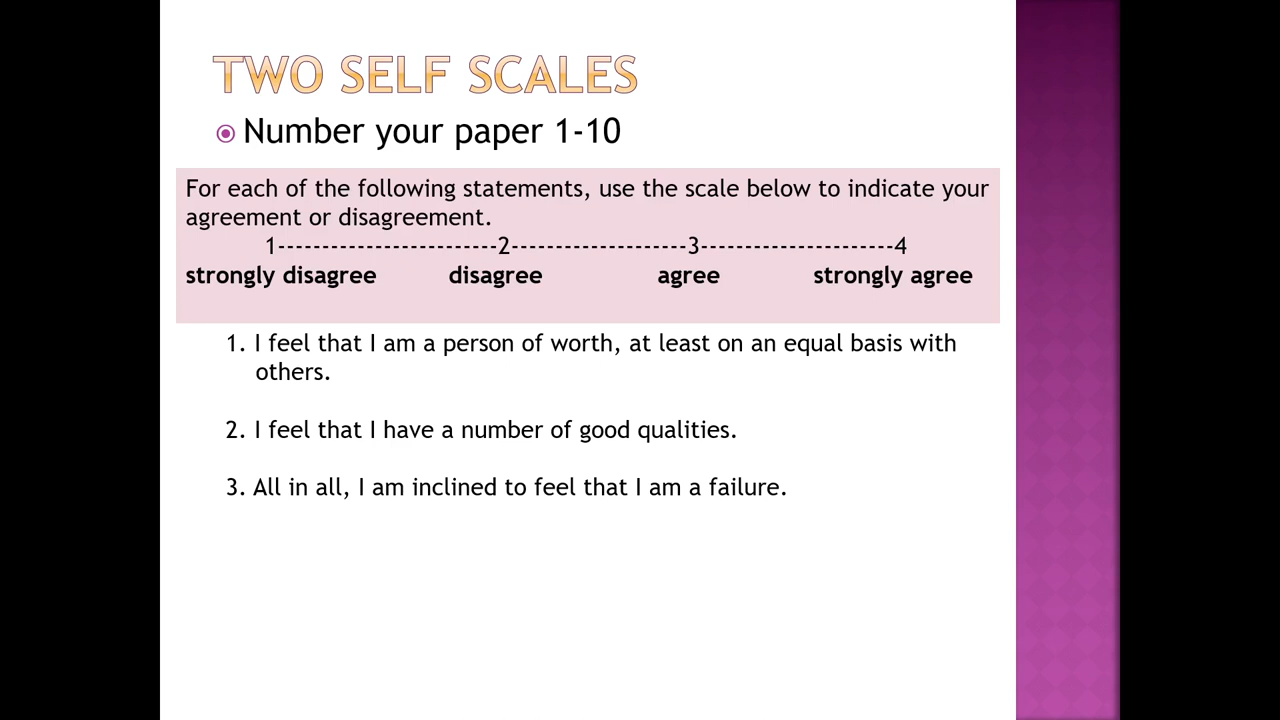 TWO SELF SCALES
Number your paper 1-10
For each of the following statements, use the scale below to indicate your
agreement or disagreement.
1-------------------------2--------------------3----------------------4
strongly disagree disagree agree strongly agree
1. I feel that I am a person of worth, at least on an equal basis with
others.
2. I feel that I have a number of good qualities.
3. All in all, I am inclined to feel that I am a failure.